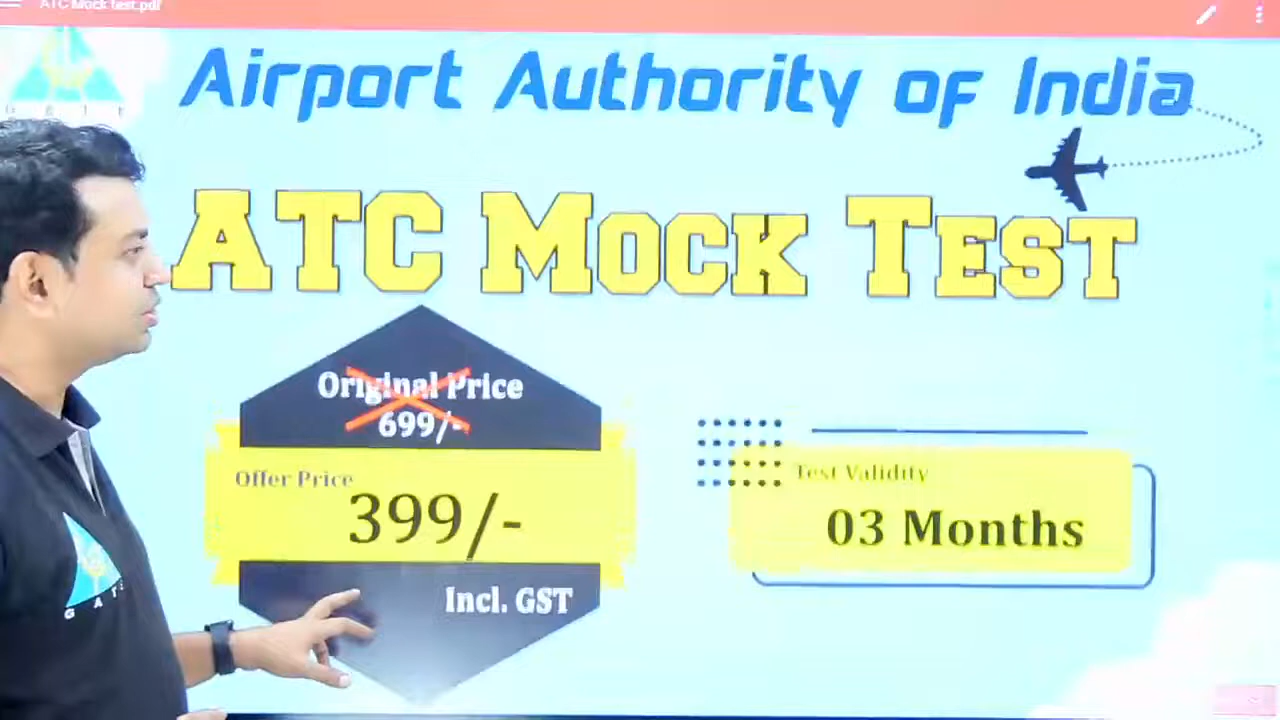 ATC Mock Test.pdf
Airport Authority of India
ATC MOCK TEST
Original Price
699/-
Offer Price
399/-
Incl. GST
Test Validity
03 Months
GATE